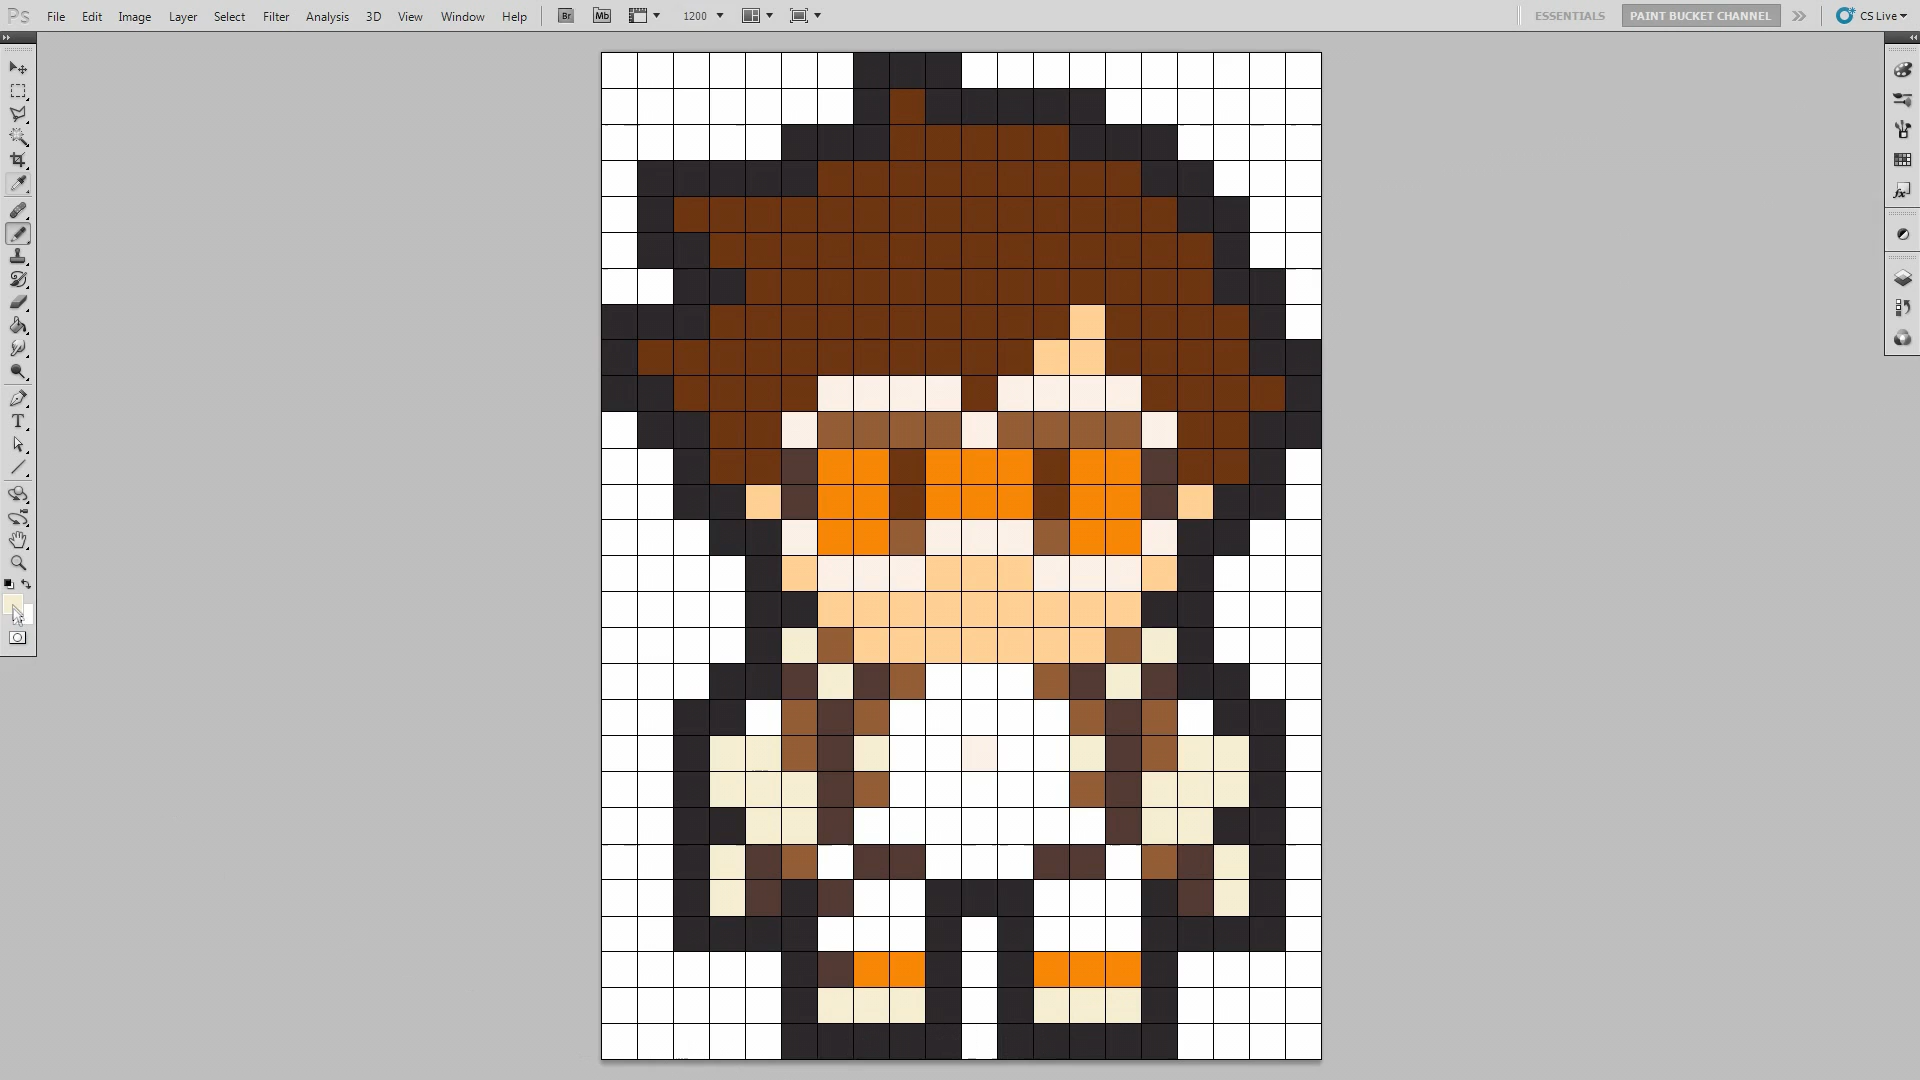 Ps File Edit Image Layer Select Filter Analysis 3D View Window Help Br Mb 1200 ESSENTIALS PAINT BUCKET CHANNEL CS Live
T
fx